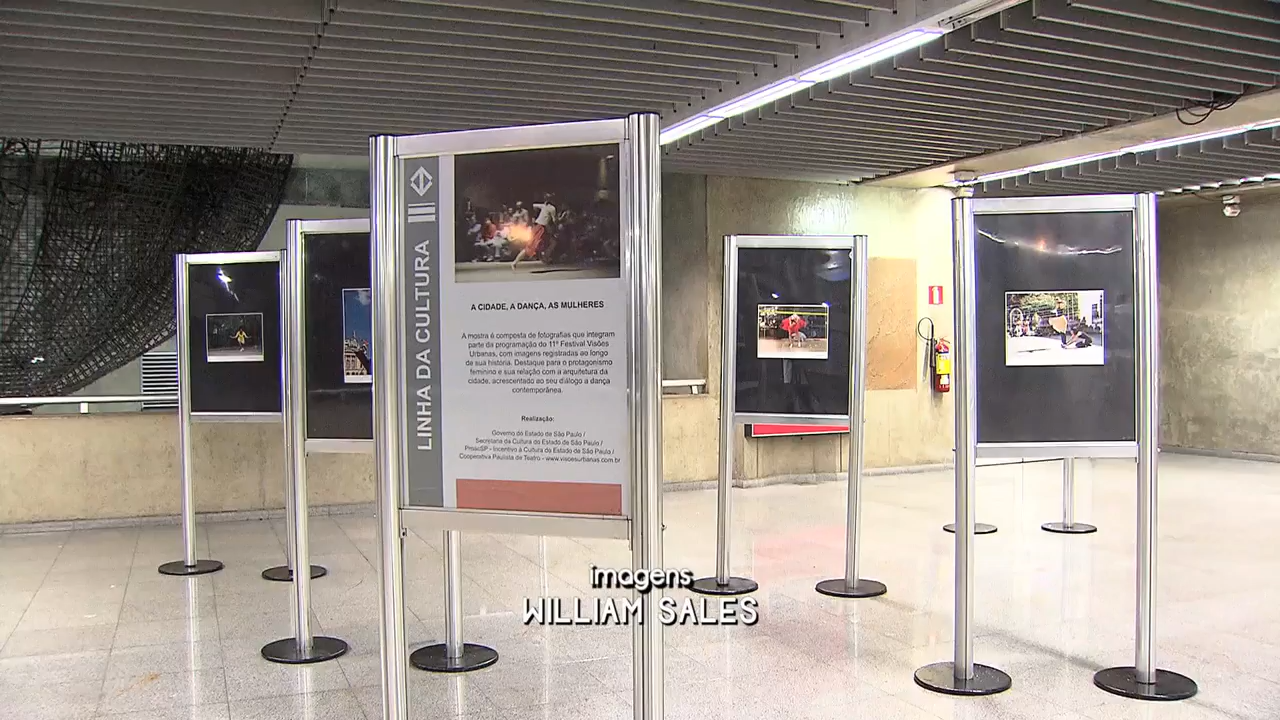 LINHA DA CULTURA
A CIDADE, A DANÇA, AS MULHERES
A mostra é composta de fotografias que integram
parte da programação do 11º Festival Visões
Urbanas, com imagens registradas ao longo
de sua história. Destaque para o protagonismo
feminino e sua relação com a arquitetura da
cidade, acrescentado ao seu diálogo a dança
contemporânea.
Realização:
Governo do Estado de São Paulo /
Secretaria da Cultura do Estado de São Paulo /
ProacSP - Incentivo à Cultura do Estado de São Paulo /
Cooperativa Paulista de Teatro - www.visoesurbanas.com.br
imagens
WILLIAM SALES